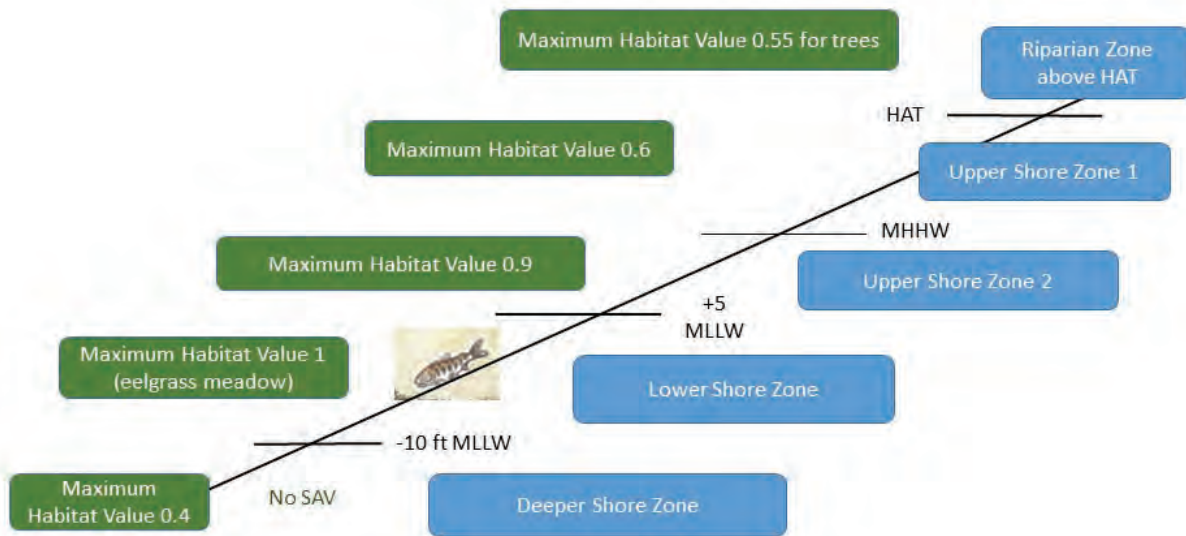 Maximum Habitat Value 0.55 for trees
Riparian Zone
above HAT
HAT
Maximum Habitat Value 0.6
Upper Shore Zone 1
MHHW
Maximum Habitat Value 0.9
Upper Shore Zone 2
+5
MLLW
Maximum Habitat Value 1
(eelgrass meadow)
Lower Shore Zone
-10 ft MLLW
Maximum
Habitat Value 0.4
No SAV
Deeper Shore Zone